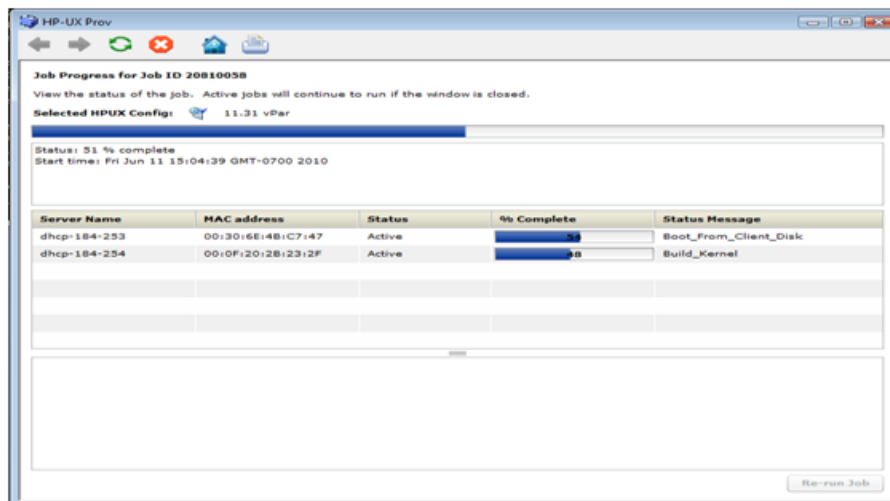 HP-UX Prov
Job Progress for Job ID 20810058
View the status of the job. Active jobs will continue to run if the window is closed.
Selected HPUX Config: 11.31 vPar
Status: 51 % complete
Start time: Fri Jun 11 15:04:39 GMT-0700 2010
Server Name MAC address Status % Complete Status Message
dhcp-184-253 00:30:6E:4B:C7:47 Active 54 Boot_From_Client_Disk
dhcp-184-254 00:0F:20:2B:23:2F Active 48 Build_Kernel
Re-run Job